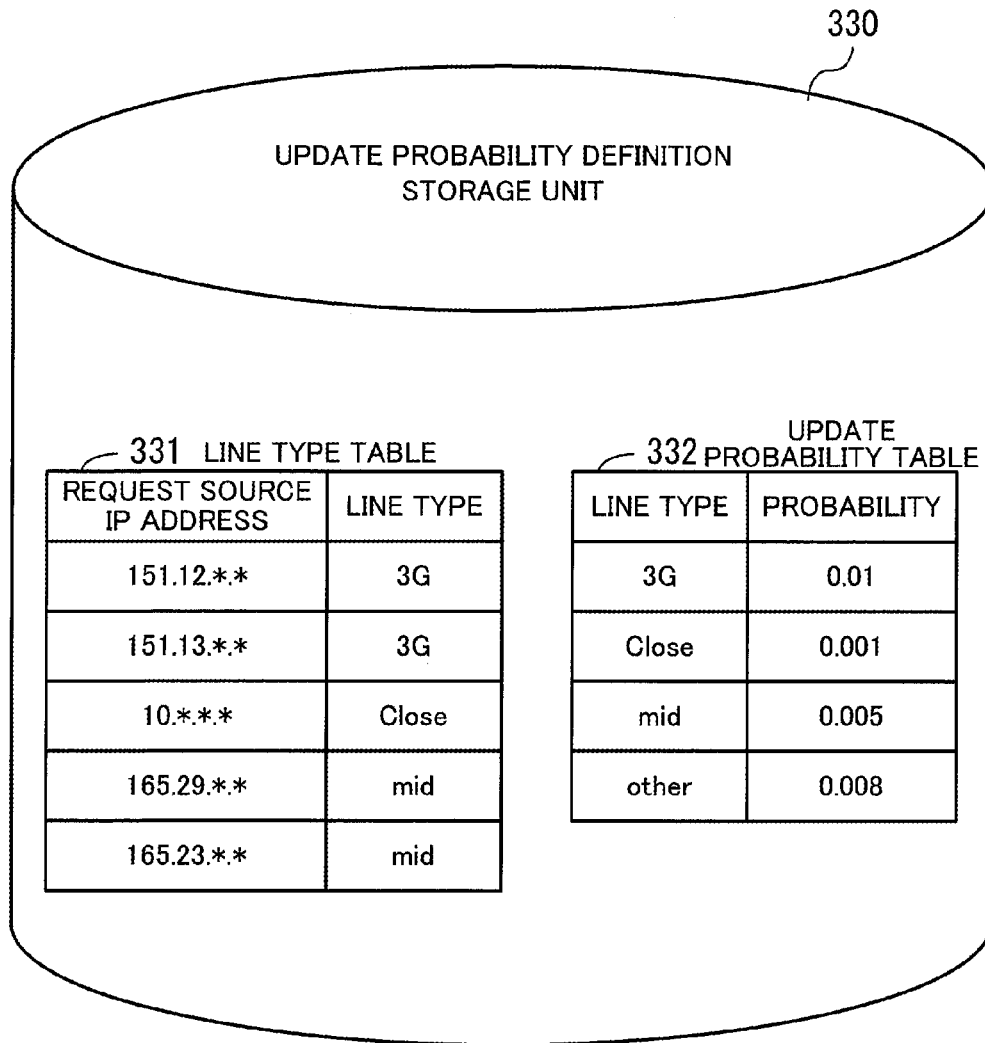 330
UPDATE PROBABILITY DEFINITION
STORAGE UNIT
331 LINE TYPE TABLE
REQUEST SOURCE
IP ADDRESS
LINE TYPE
151.12.*.*
3G
151.13.*.*
3G
10.*.*.*
Close
165.29.*.*
mid
165.23.*.*
mid
332
UPDATE
PROBABILITY TABLE
LINE TYPE
PROBABILITY
3G
0.01
Close
0.001
mid
0.005
other
0.008